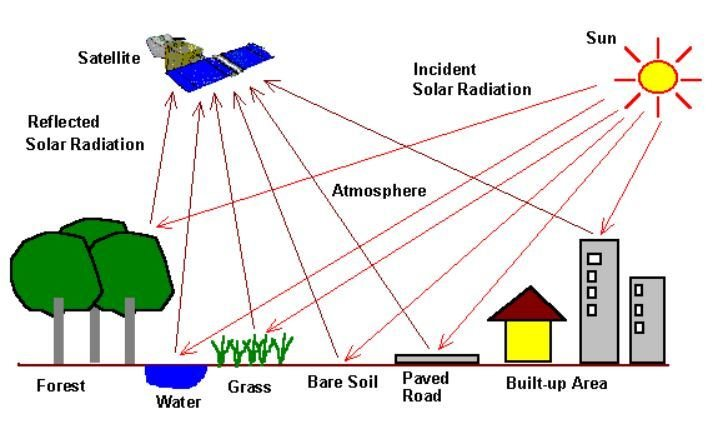 Sun
Satellite
Incident
Solar Radiation
Reflected
Solar Radiation
Atmosphere
Forest
Water
Grass
Bare Soil
Paved
Road
Built-up Area